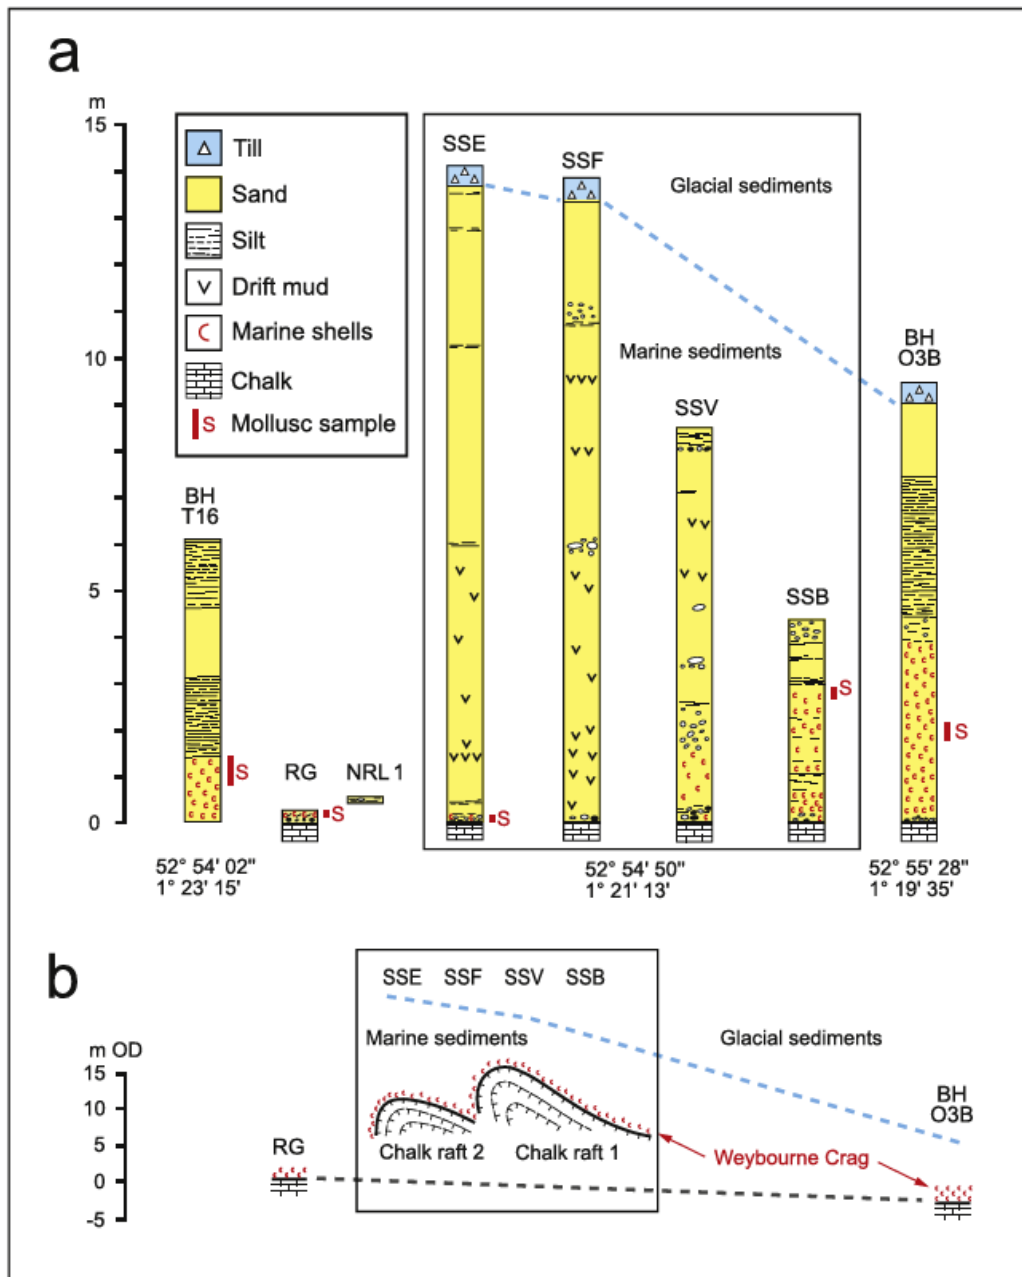 a
m
15
10
5
0
Till
Sand
Silt
Drift mud
Marine shells
Chalk
S Mollusc sample
SSE
SSF
Glacial sediments
Marine sediments
BH
O3B
SSV
BH
T16
SSB
S
S
S
RG
NRL 1
S
S
52° 54' 02"
1° 23' 15'
52° 54' 50"
1° 21' 13'
52° 55' 28"
1° 19' 35'
b
SSE SSF SSV SSB
Marine sediments
Glacial sediments
m OD
15
10
5
0
-5
BH
O3B
RG
Chalk raft 2
Chalk raft 1
Weybourne Crag